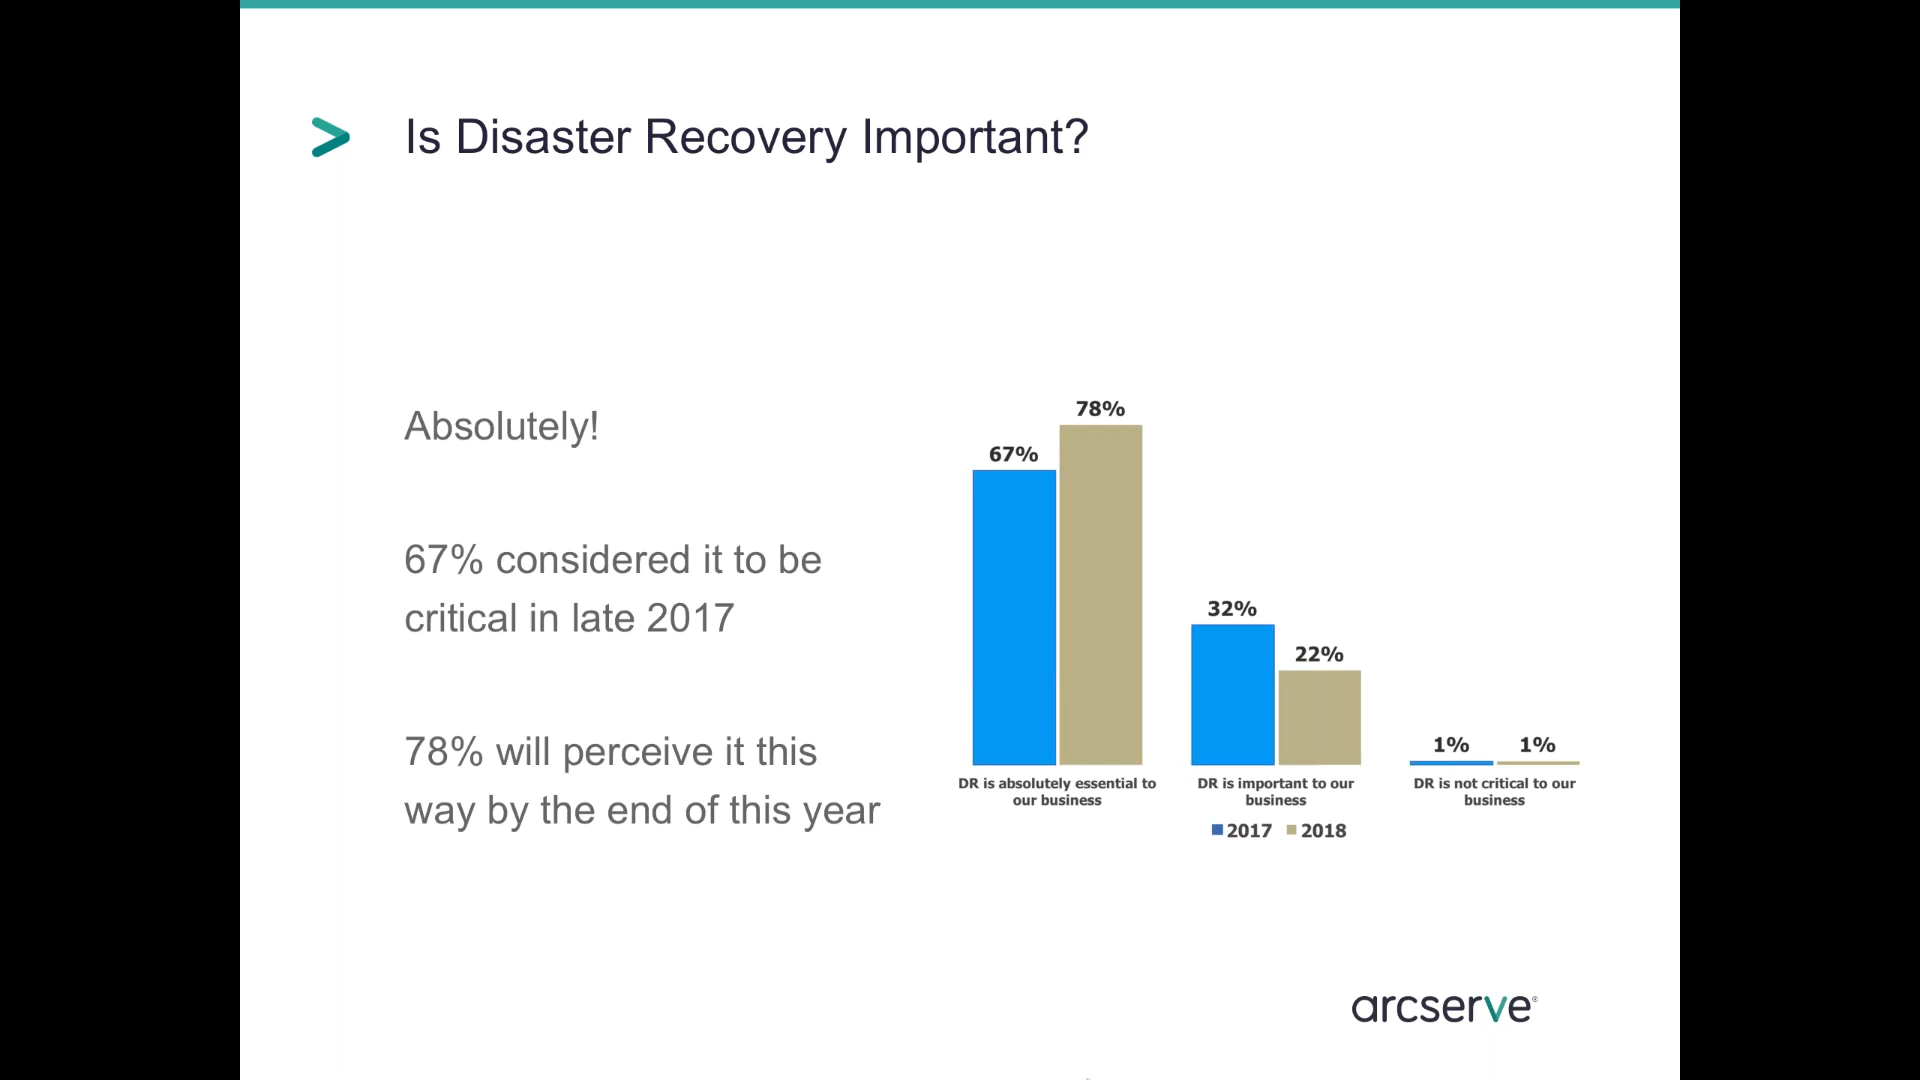 Is Disaster Recovery Important?
Absolutely!
67% considered it to be
critical in late 2017
78% will perceive it this
way by the end of this year
78%
67%
32%
22%
1%
1%
DR is absolutely essential to
our business
DR is important to our
business
DR is not critical to our
business
2017
2018
arcserve®